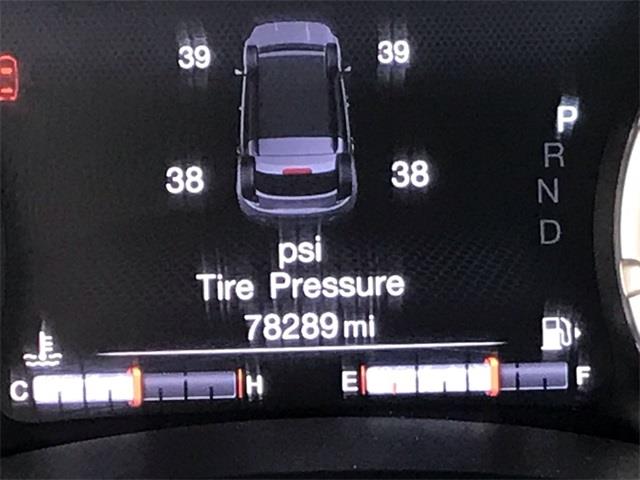 39 39
38 38
psi
Tire Pressure
78289 mi
P
R
N
D
C H E F